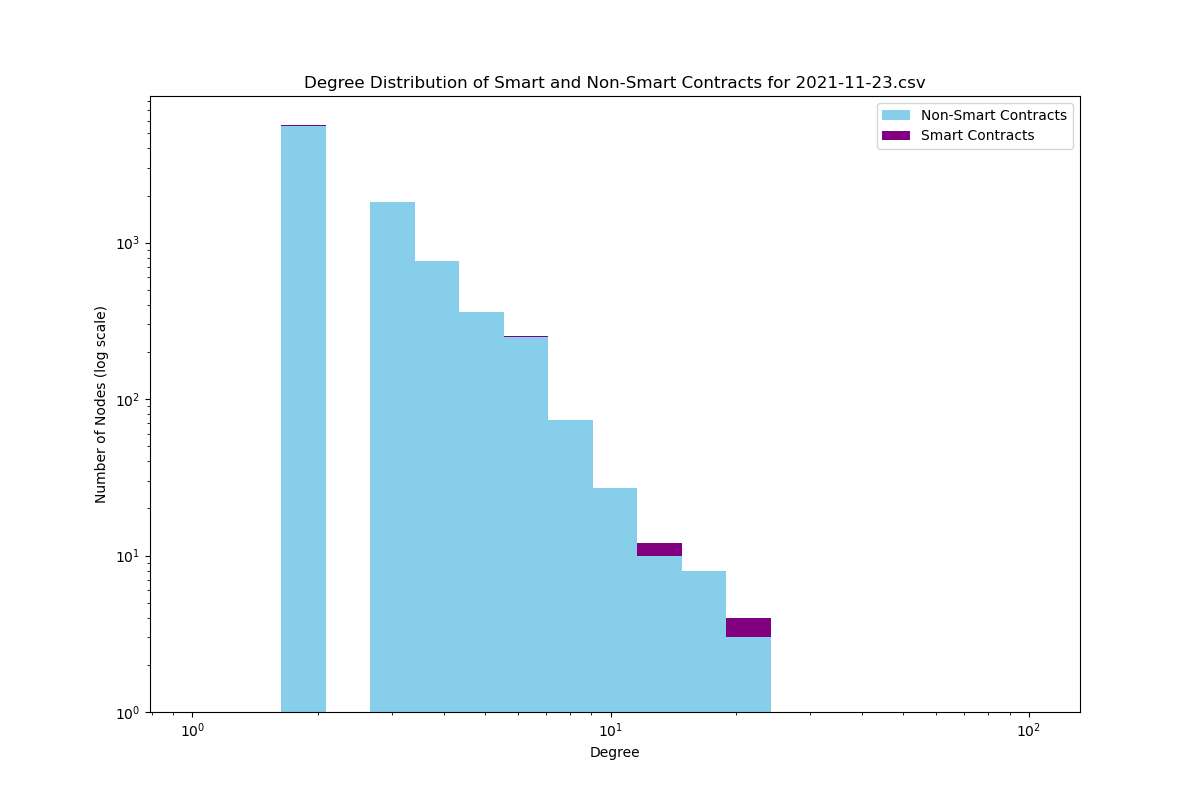 Degree Distribution of Smart and Non-Smart Contracts for 2021-11-23.csv
Non-Smart Contracts
Smart Contracts
Number of Nodes (log scale)
10³
10²
10¹
10⁰
10⁰ 10¹ 10²
Degree